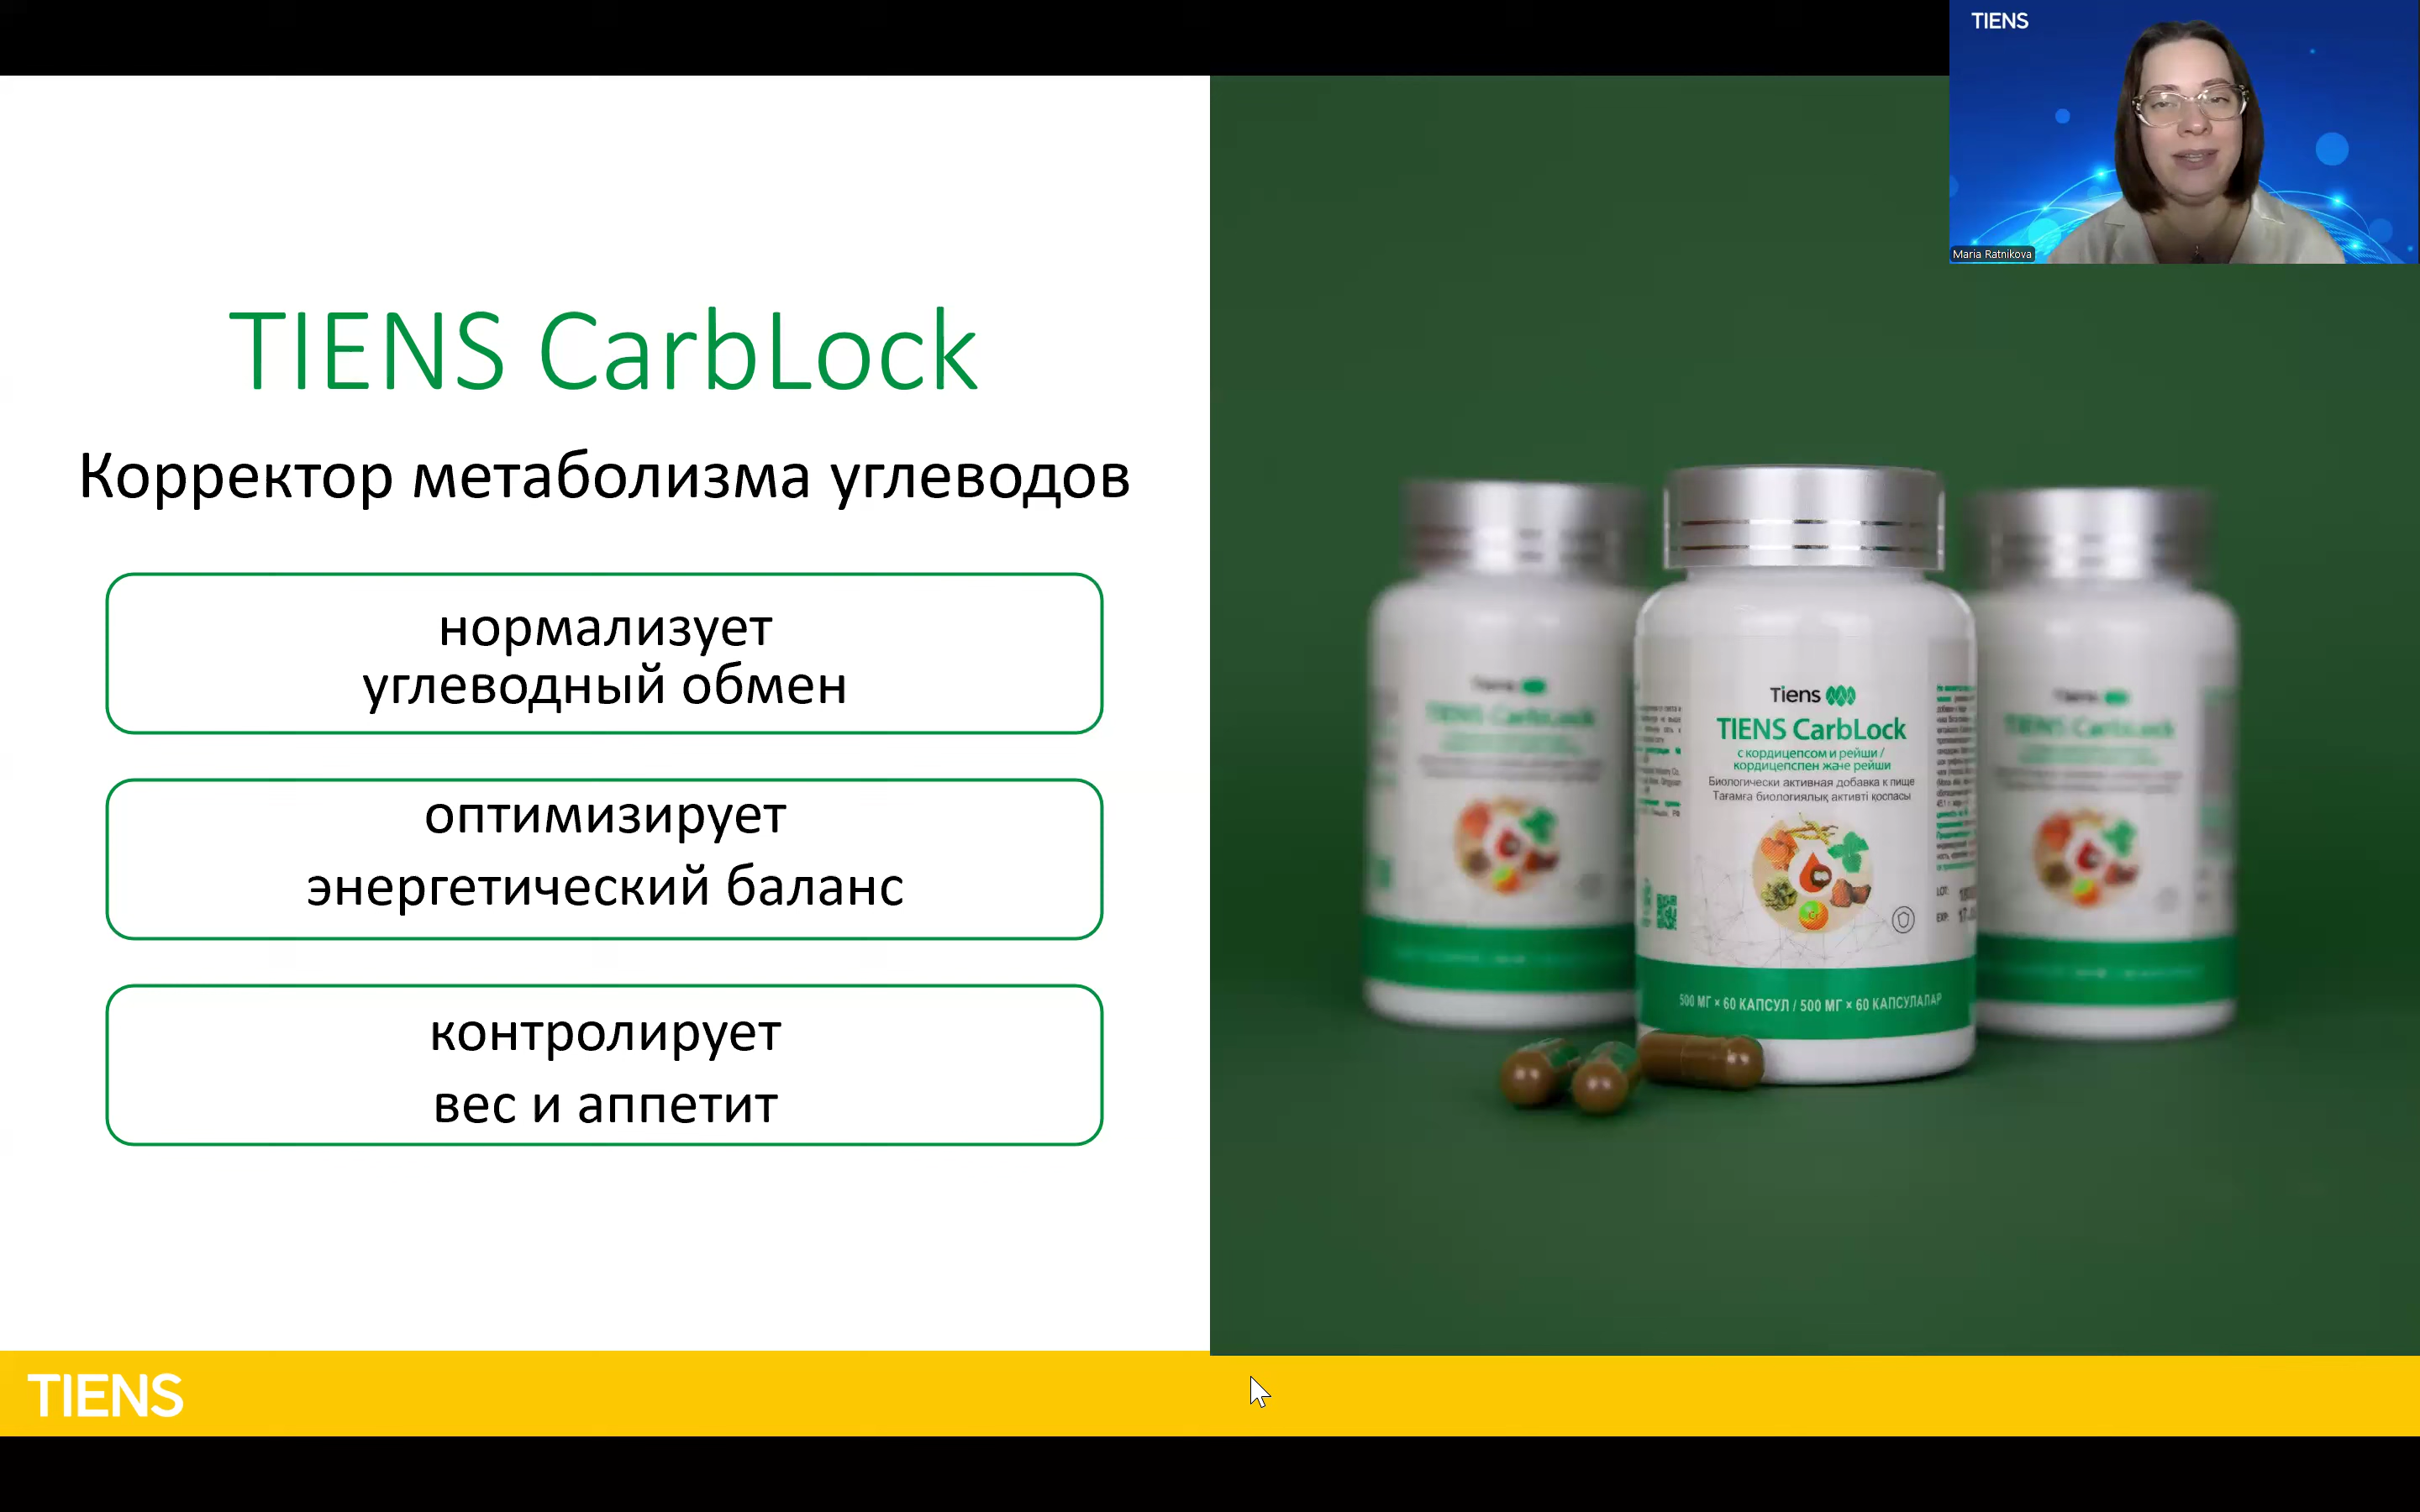 TIENS
Maria Ratnikova
TIENS CarbLock
Корректор метаболизма углеводов
нормализует
углеводный обмен
оптимизирует
энергетический баланс
контролирует
вес и аппетит
Tiens
TIENS CarbLock
с кордицепсом и рейши /
кордицепспен және рейши
Биологически активная добавка к пище
Тағамға биологиялық активті қоспасы
Cr
LOT:
EXP:
500 МГ × 60 КАПСУЛ / 500 МГ × 60 КАПСУЛАЛАР
TIENS